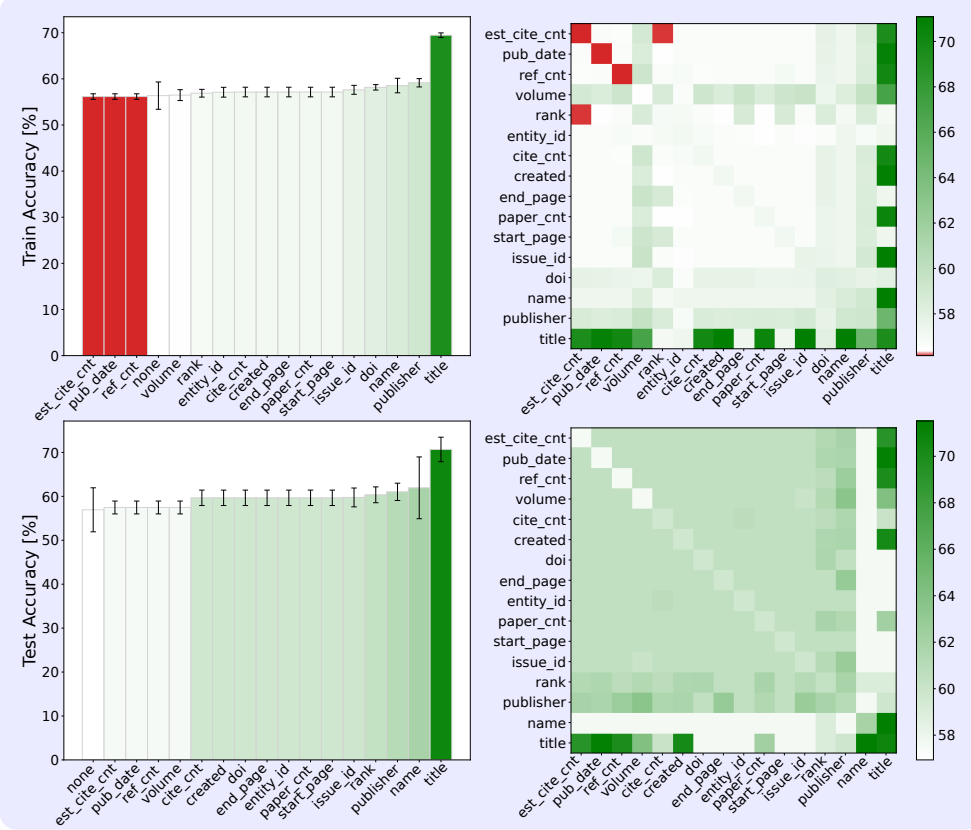 Train Accuracy [%]
70
60
50
40
30
20
10
0
est_cite_cnt
pub_date
ref_cnt
none
volume
rank
entity_id
cite_cnt
created
end_page
paper_cnt
start_page
issue_id
doi
name
publisher
title
est_cite_cnt
pub_date
ref_cnt
volume
rank
entity_id
cite_cnt
created
end_page
paper_cnt
start_page
issue_id
doi
name
publisher
title
est_cite_cnt
pub_date
ref_cnt
volume
rank
entity_id
cite_cnt
created
end_page
paper_cnt
start_page
issue_id
doi
name
publisher
title
70
68
66
64
62
60
58
Test Accuracy [%]
70
60
50
40
30
20
10
0
none
est_cite_cnt
pub_date
ref_cnt
volume
cite_cnt
created
doi
end_page
entity_id
paper_cnt
start_page
issue_id
rank
publisher
name
title
est_cite_cnt
pub_date
ref_cnt
volume
cite_cnt
created
doi
end_page
entity_id
paper_cnt
start_page
issue_id
rank
publisher
name
title
est_cite_cnt
pub_date
ref_cnt
volume
cite_cnt
created
doi
end_page
entity_id
paper_cnt
start_page
issue_id
rank
publisher
name
title
70
68
66
64
62
60
58